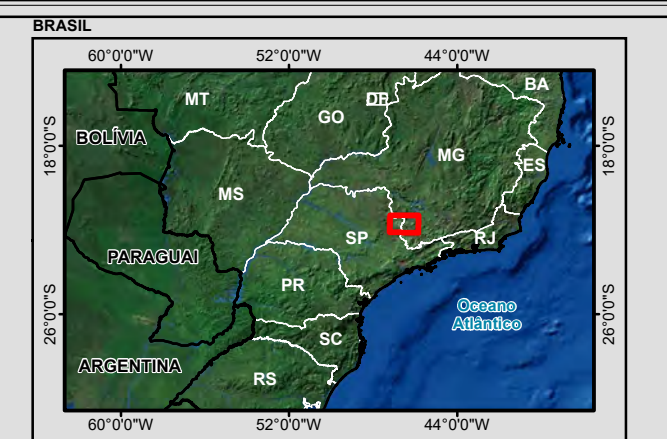 BRASIL
60°0'0"W 52°0'0"W 44°0'0"W
BA
MT
DF
GO
18°0'0"S
BOLÍVIA
18°0'0"S
MG
ES
MS
SP
RJ
PARAGUAI
PR
Oceano
Atlântico
26°0'0"S
26°0'0"S
SC
ARGENTINA
RS
60°0'0"W 52°0'0"W 44°0'0"W